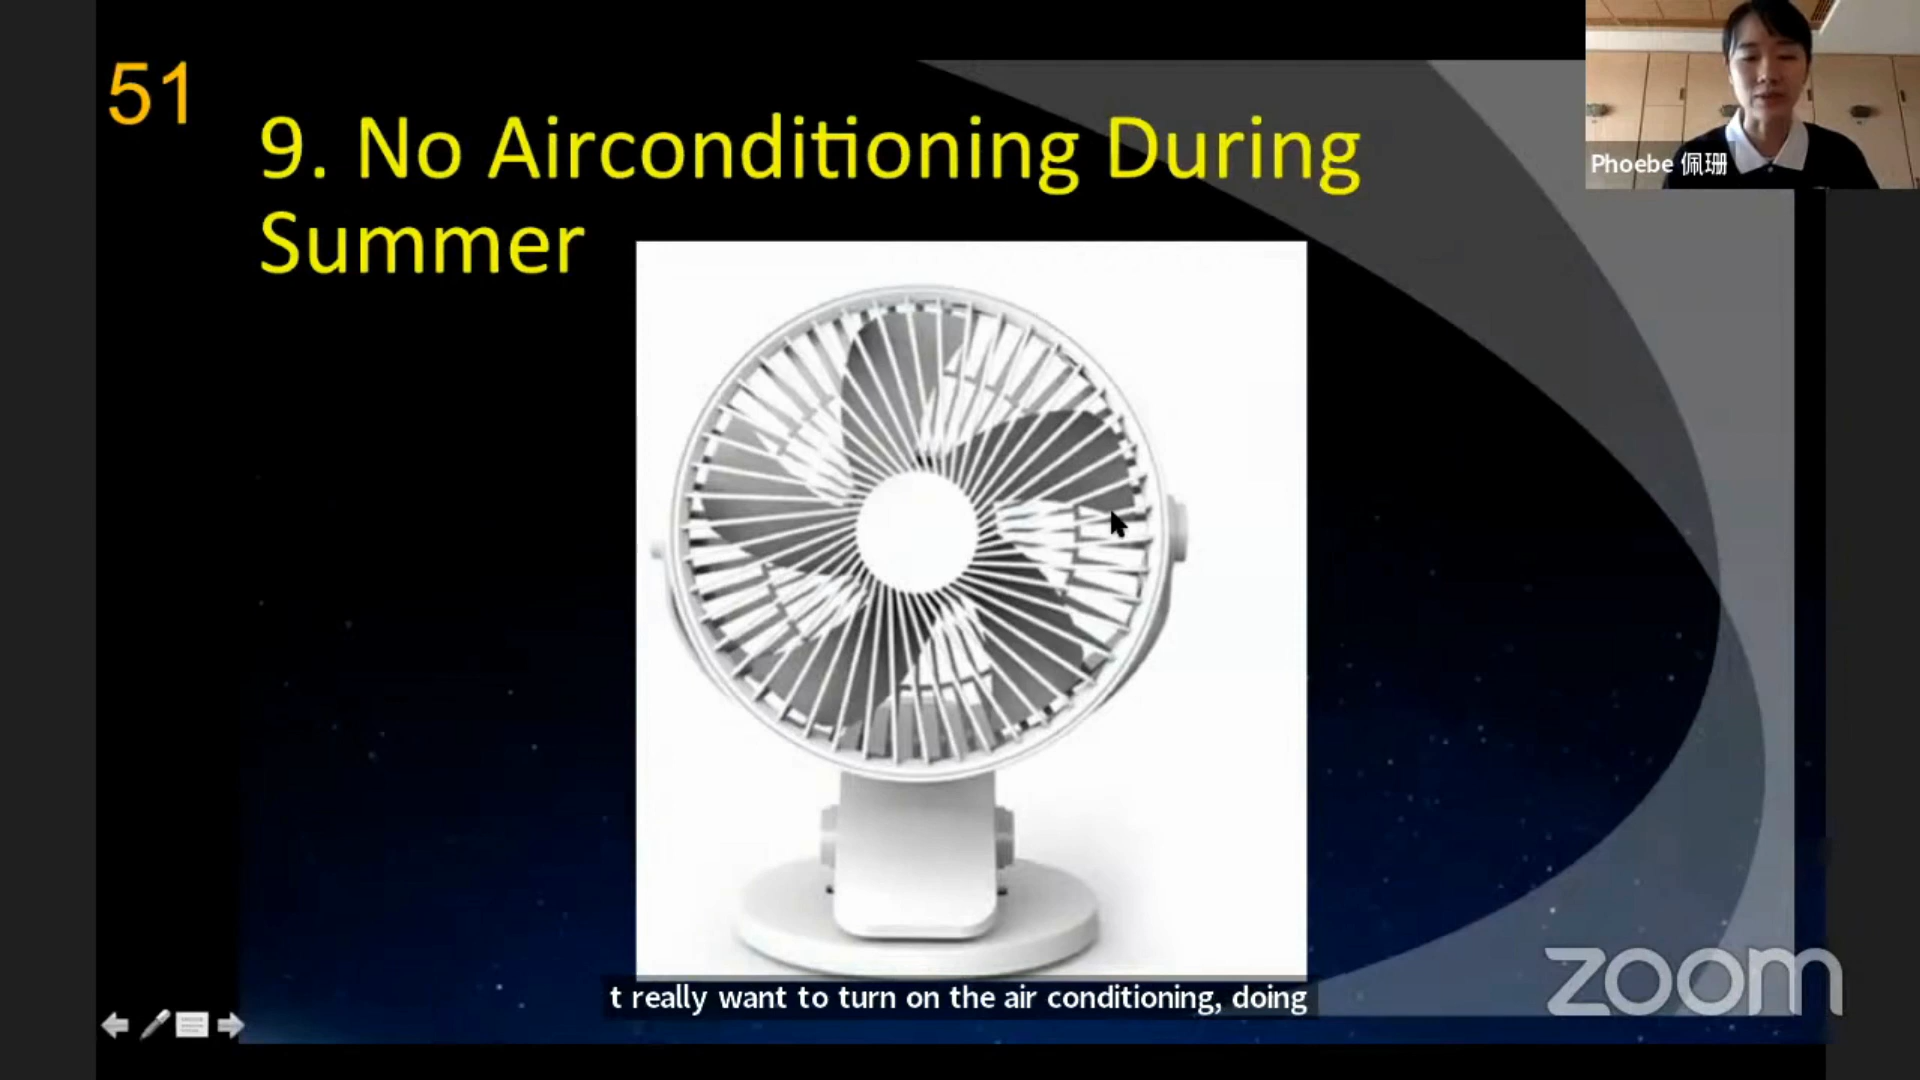 51
9. No Airconditioning During
Summer
Phoebe 佩珊
t really want to turn on the air conditioning, doing
zoom